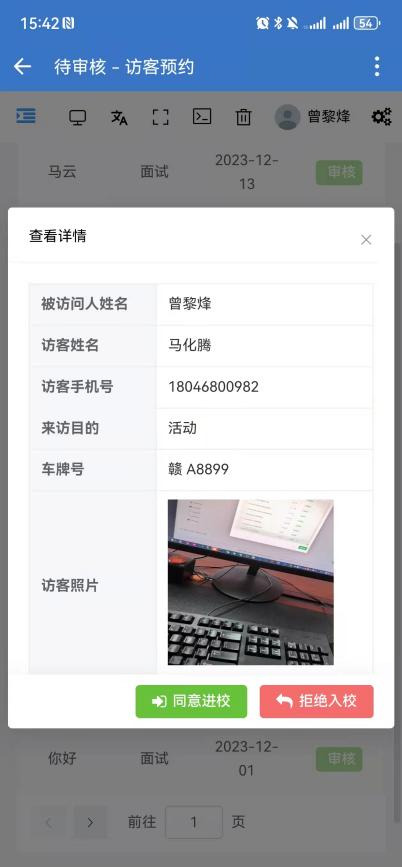 15:42
54
待审核 - 访客预约
曾黎烽
马云
面试
2023-12-
13
审核
查看详情
被访问人姓名
曾黎烽
访客姓名
马化腾
访客手机号
18046800982
来访目的
活动
车牌号
赣 A8899
访客照片
同意进校
拒绝入校
你好
面试
2023-12-
01
审核
前往
1
页